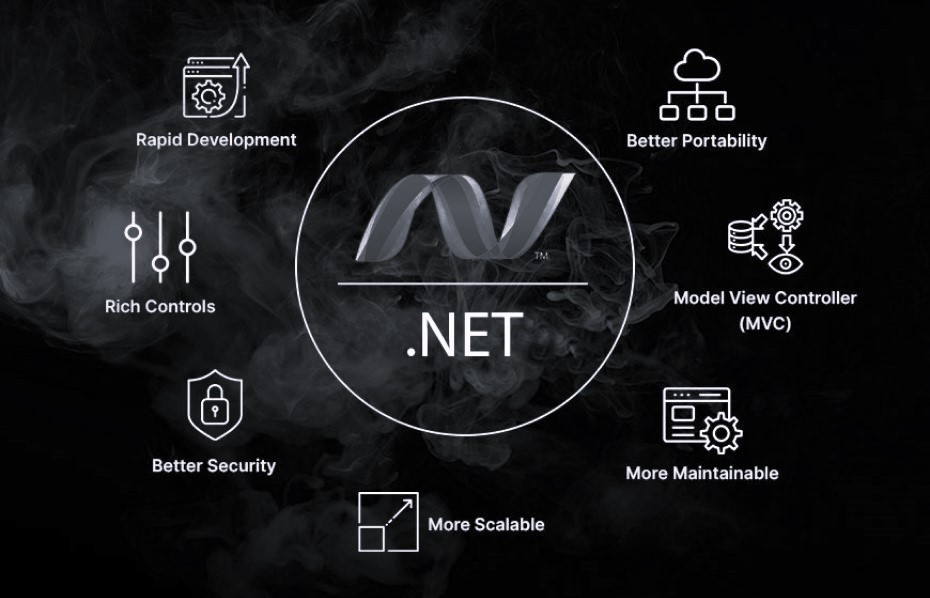 Rapid Development
Better Portability
Rich Controls
TM
.NET
Model View Controller
(MVC)
Better Security
More Maintainable
More Scalable